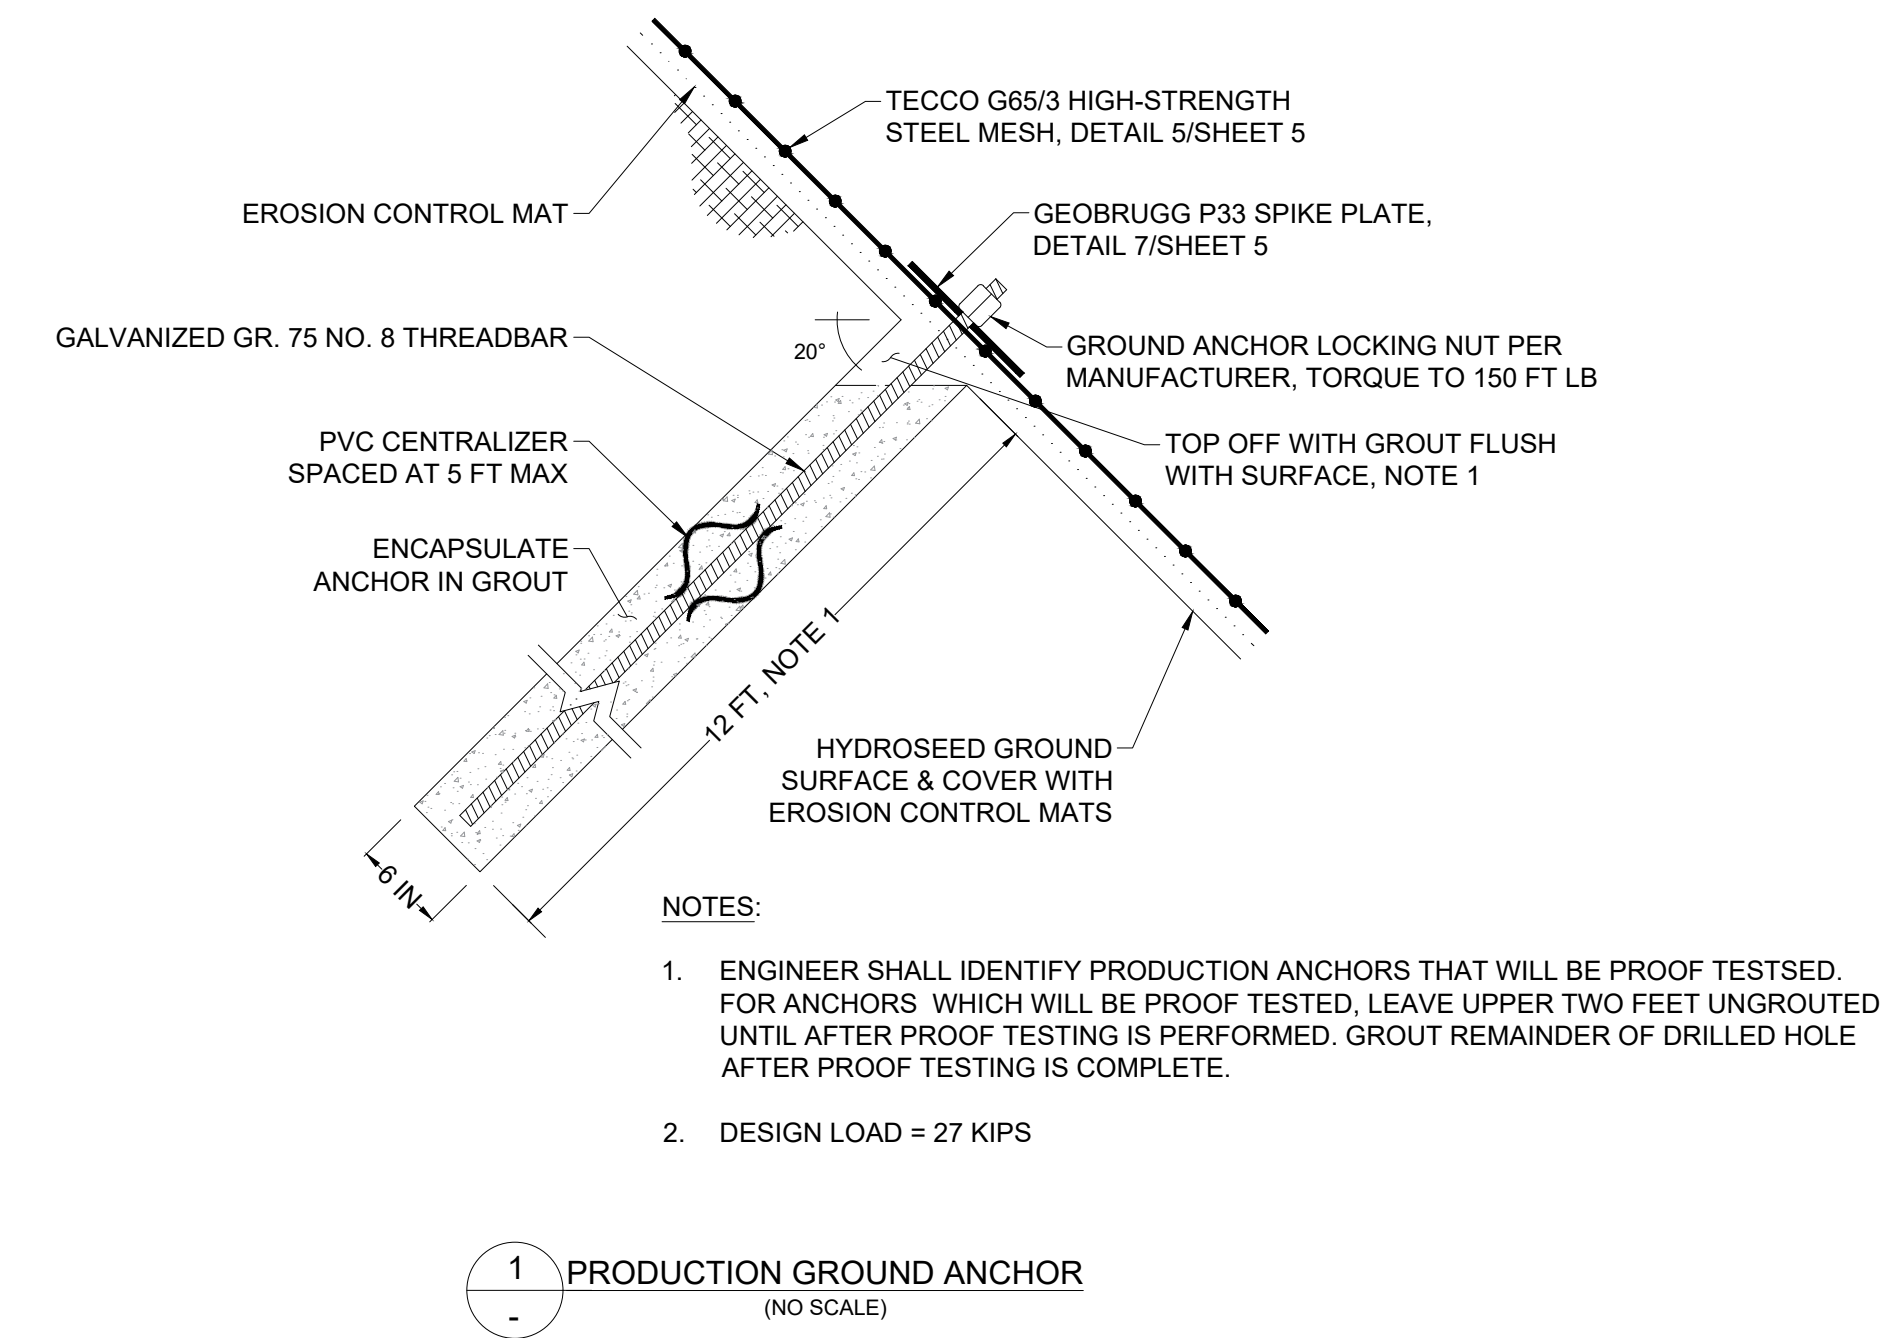 TECCO G65/3 HIGH-STRENGTH
STEEL MESH, DETAIL 5/SHEET 5
EROSION CONTROL MAT
GEOBRUGG P33 SPIKE PLATE,
DETAIL 7/SHEET 5
GALVANIZED GR. 75 NO. 8 THREADBAR
20°
GROUND ANCHOR LOCKING NUT PER
MANUFACTURER, TORQUE TO 150 FT LB
PVC CENTRALIZER
SPACED AT 5 FT MAX
TOP OFF WITH GROUT FLUSH
WITH SURFACE, NOTE 1
ENCAPSULATE
ANCHOR IN GROUT
12 FT, NOTE 1
HYDROSEED GROUND
SURFACE & COVER WITH
EROSION CONTROL MATS
6 IN
NOTES:
1. ENGINEER SHALL IDENTIFY PRODUCTION ANCHORS THAT WILL BE PROOF TESTSED.
FOR ANCHORS WHICH WILL BE PROOF TESTED, LEAVE UPPER TWO FEET UNGROUTED
UNTIL AFTER PROOF TESTING IS PERFORMED. GROUT REMAINDER OF DRILLED HOLE
AFTER PROOF TESTING IS COMPLETE.
2. DESIGN LOAD = 27 KIPS
1
-
PRODUCTION GROUND ANCHOR
(NO SCALE)